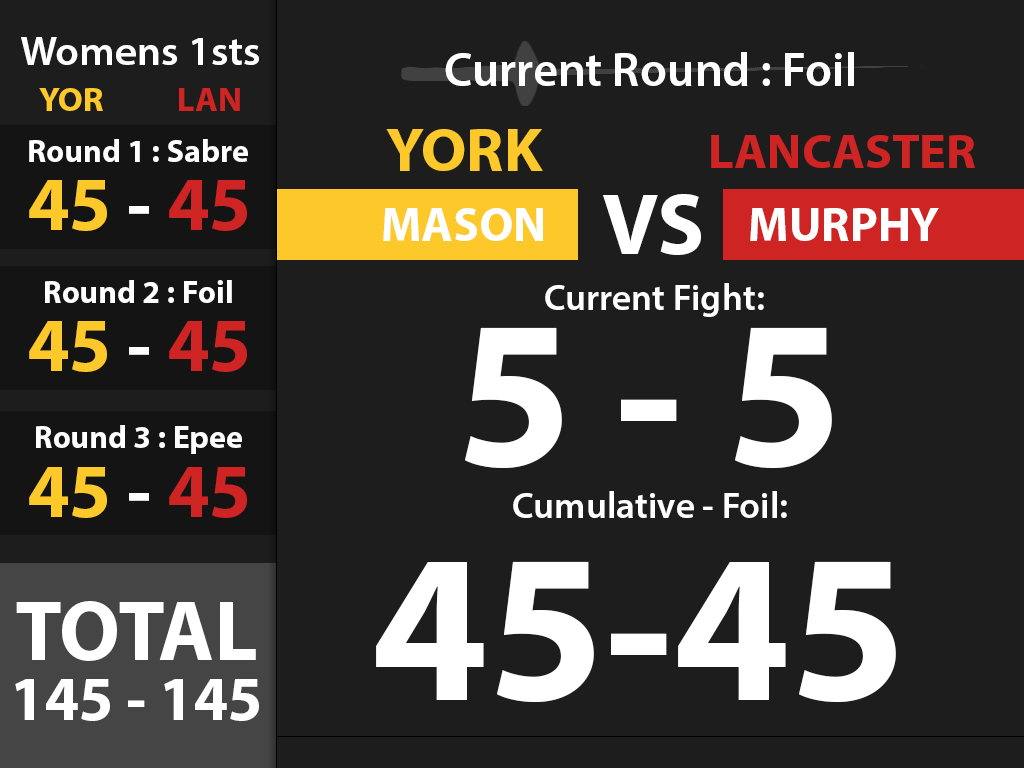 Womens 1sts
YOR LAN
Round 1 : Sabre
45 - 45
Round 2 : Foil
45 - 45
Round 3 : Epee
45 - 45
TOTAL
145 - 145
Current Round : Foil
YORK LANCASTER
MASON VS MURPHY
Current Fight:
5 - 5
Cumulative - Foil:
45-45